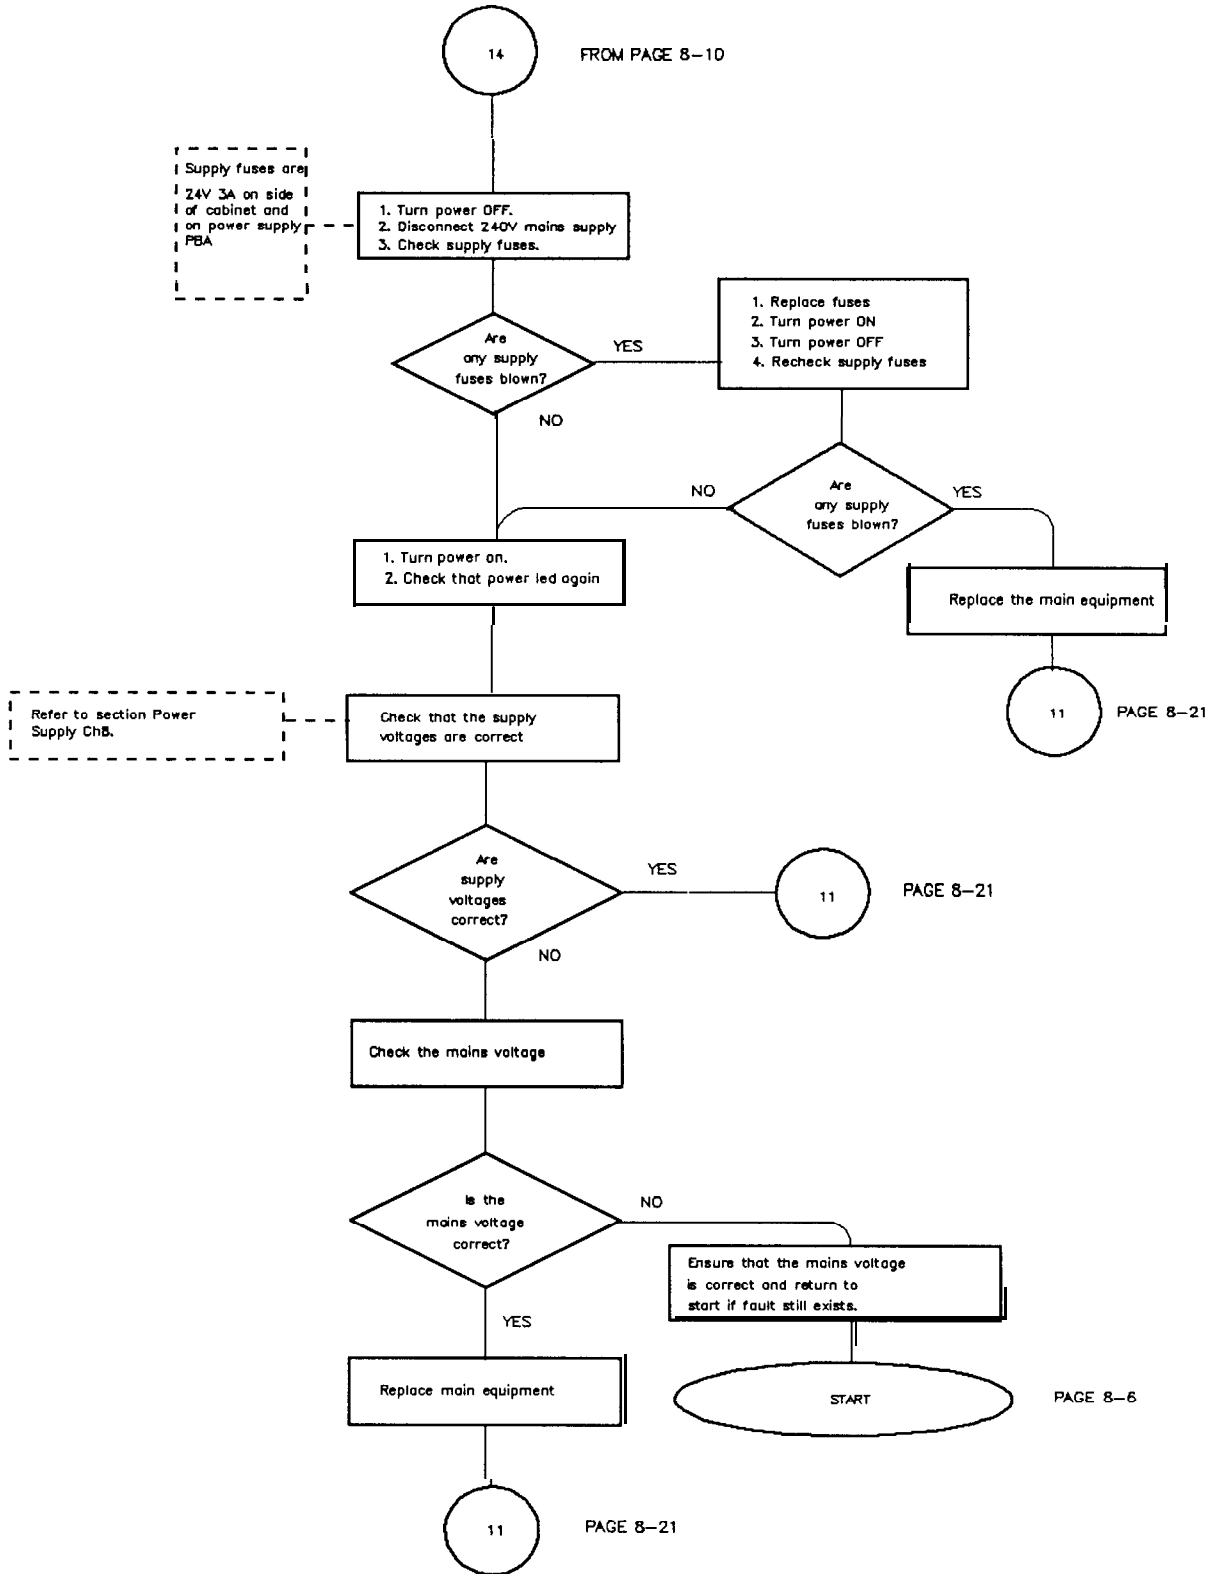 14
FROM PAGE 8-10
Supply fuses are
24V 3A on side
of cabinet and
on power supply
PBA
1. Turn power OFF.
2. Disconnect 240V mains supply
3. Check supply fuses.
1. Replace fuses
2. Turn power ON
3. Turn power OFF
4. Recheck supply fuses
Are
any supply
fuses blown?
YES
NO
Are
any supply
fuses blown?
NO
YES
1. Turn power on.
2. Check that power led again
Replace the main equipment
11
PAGE 8-21
Refer to section Power
Supply Ch8.
Check that the supply
voltages are correct
Are
supply
voltages
correct?
YES
11
PAGE 8-21
NO
Check the mains voltage
Is the
mains voltage
correct?
NO
Ensure that the mains voltage
is correct and return to
start if fault still exists.
YES
Replace main equipment
START
PAGE 8-6
11
PAGE 8-21